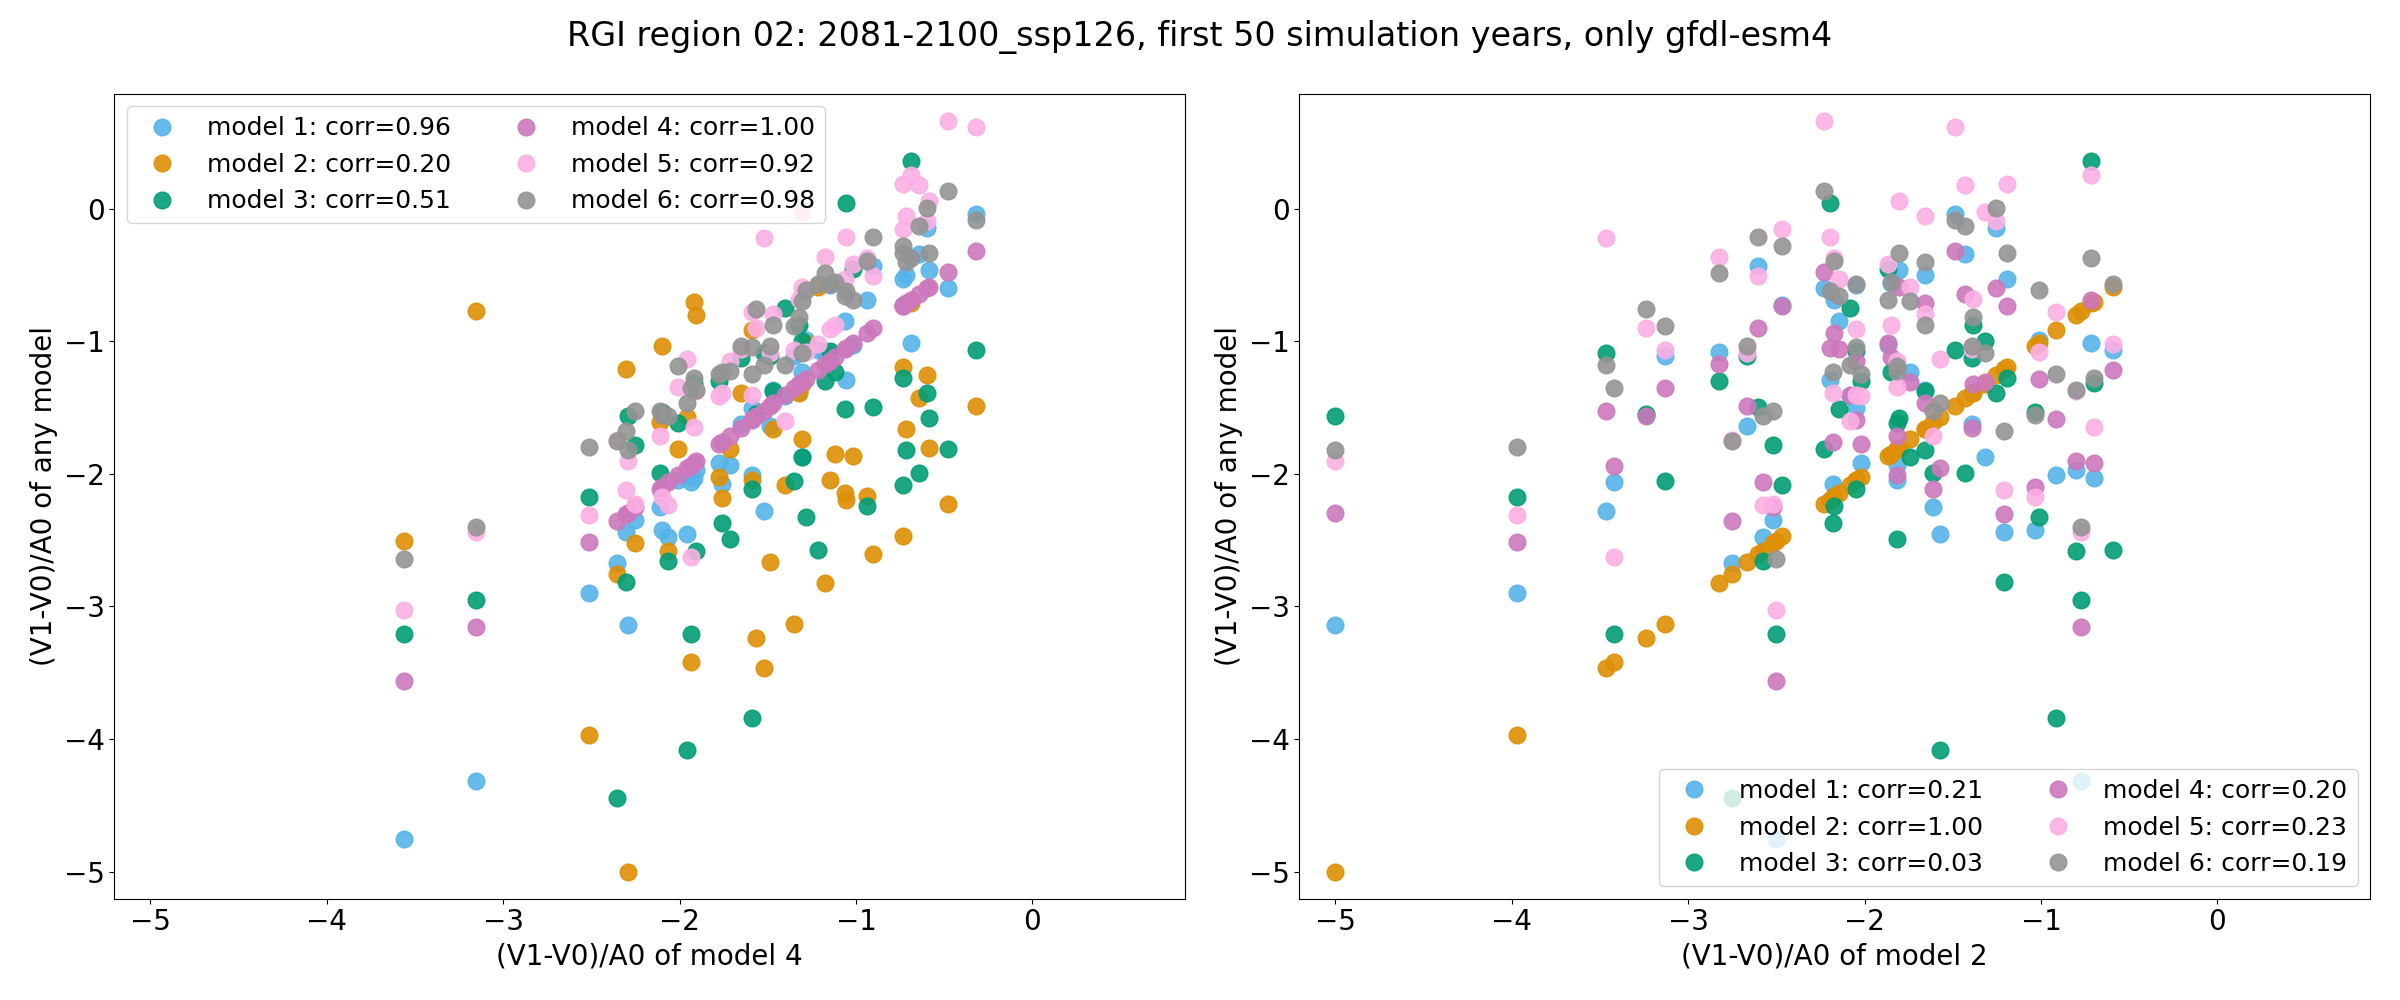 RGI region 02: 2081-2100_ssp126, first 50 simulation years, only gfdl-esm4
model 1: corr=0.96
model 2: corr=0.20
model 3: corr=0.51
model 4: corr=1.00
model 5: corr=0.92
model 6: corr=0.98
(V1-V0)/A0 of any model
0
−1
−2
−3
−4
−5
−5 −4 −3 −2 −1 0
(V1-V0)/A0 of model 4
(V1-V0)/A0 of any model
0
−1
−2
−3
−4
−5
model 1: corr=0.21
model 2: corr=1.00
model 3: corr=0.03
model 4: corr=0.20
model 5: corr=0.23
model 6: corr=0.19
−5 −4 −3 −2 −1 0
(V1-V0)/A0 of model 2